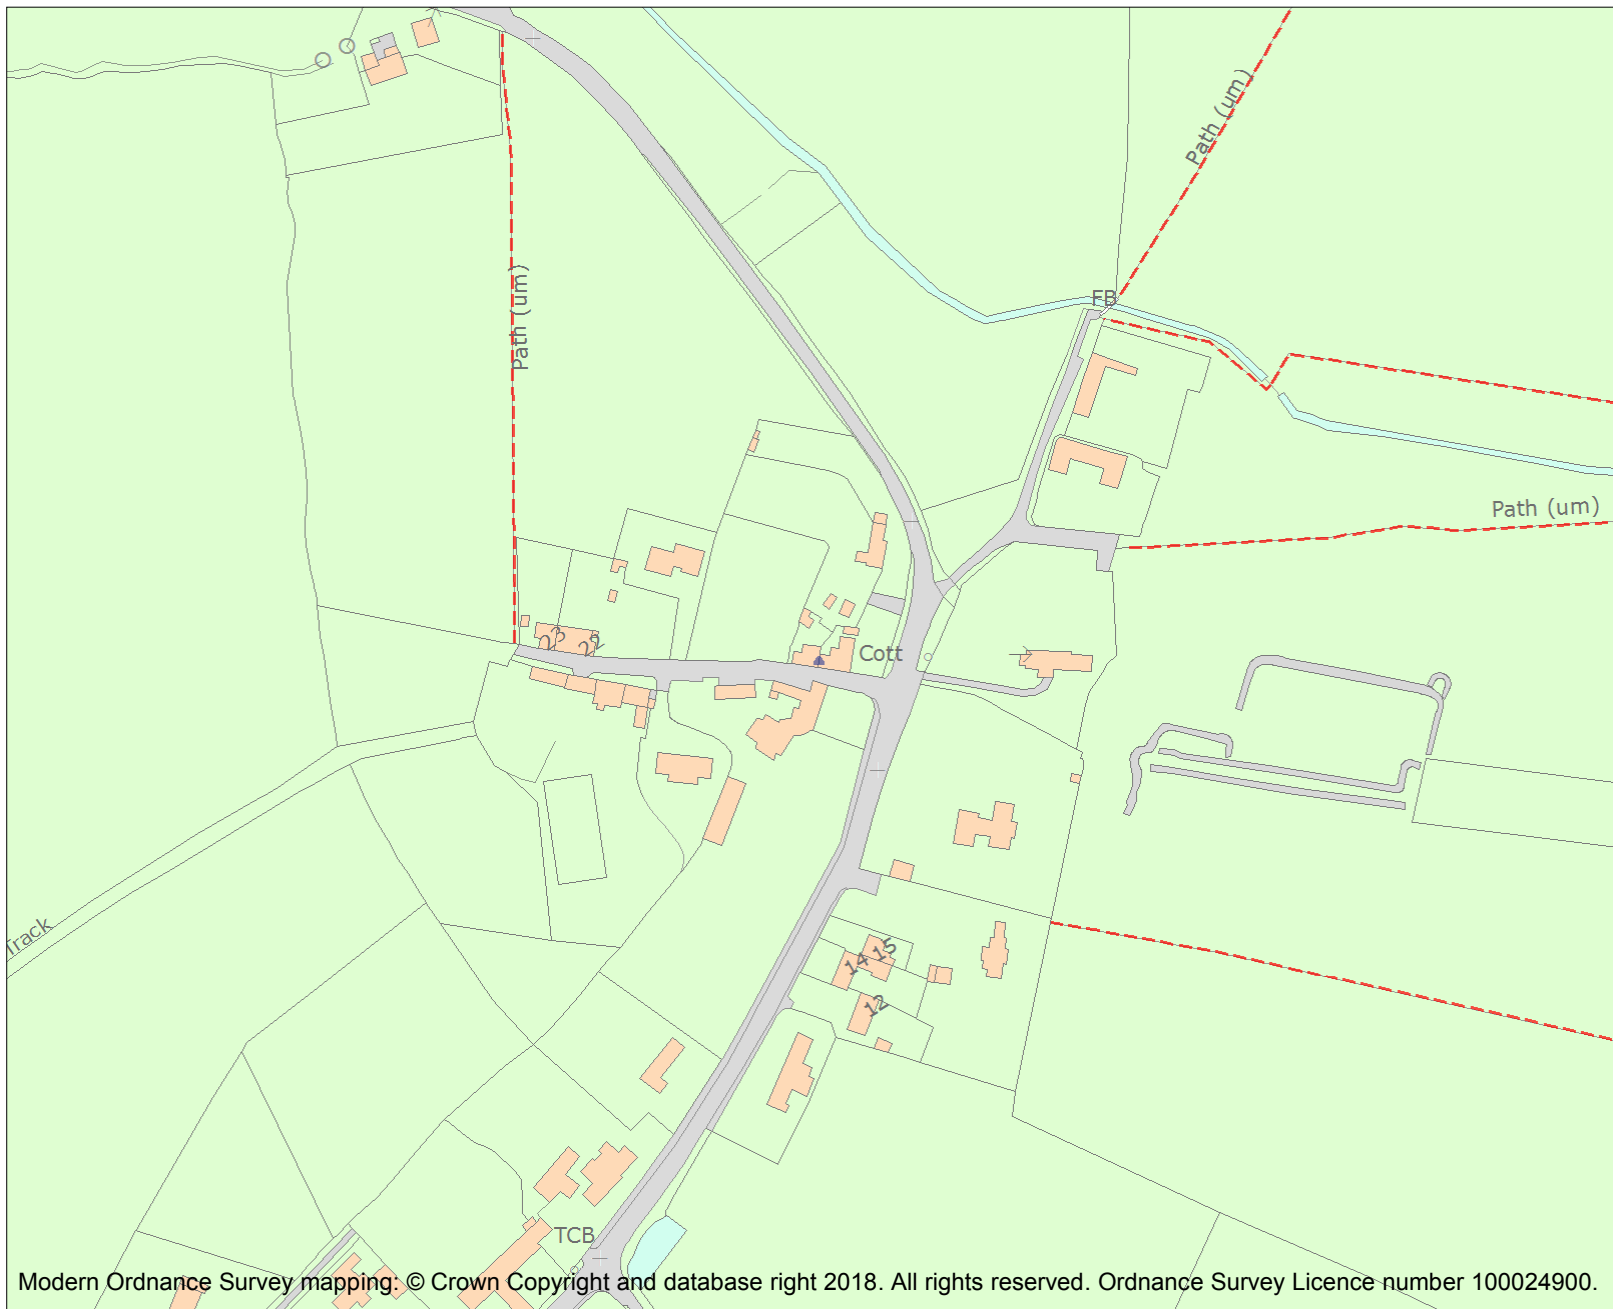 Path (um)
Path (um)
FB
Path (um)
23
22
Cott
Track
14
15
12
TCB
Modern Ordnance Survey mapping: © Crown Copyright and database right 2018. All rights reserved. Ordnance Survey Licence number 100024900.